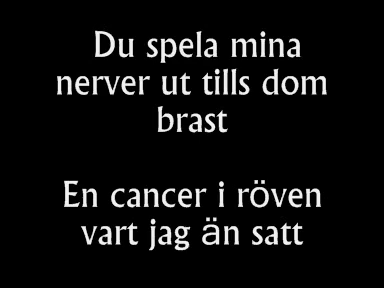 Du spela mina
nerver ut tills dom
brast
En cancer i röven
vart jag än satt